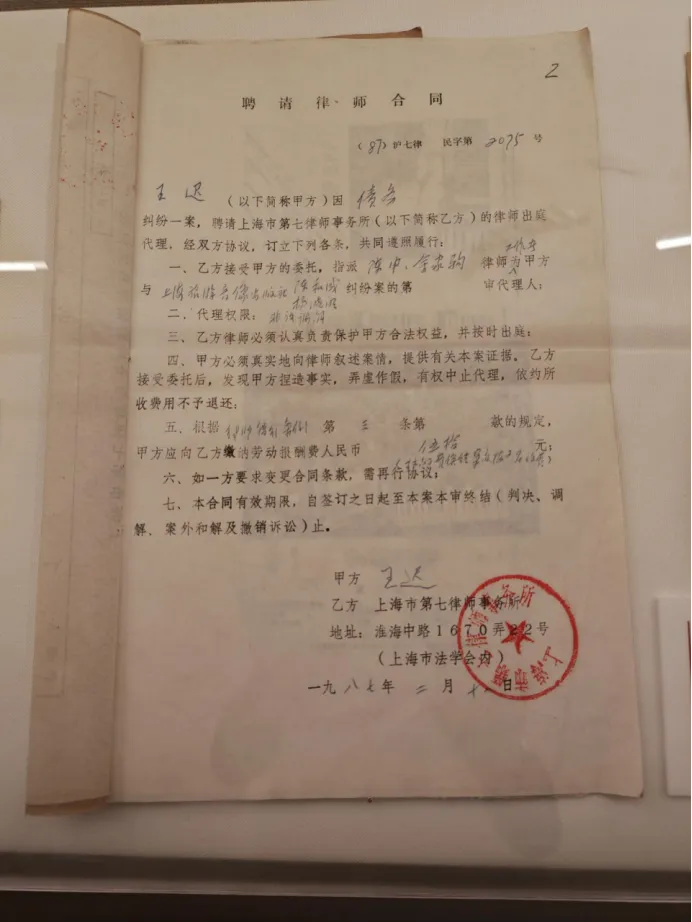 2
聘请律师合同
(87)沪七律 民字第 2075 号
王迟 (以下简称甲方)因 债务
纠纷一案,聘请上海市第七律师事务所(以下简称乙方)的律师出庭
代理,经双方协议,订立下列各条,共同遵照履行:
一、乙方接受甲方的委托,指派 陈中、 律师为甲方
与 上海旅游音像出版社 纠纷案的第 审代理人;
二、代理权限:
三、乙方律师必须认真负责保护甲方合法权益,并按时出庭;
四、甲方必须真实地向律师叙述案情,提供有关本案证据。乙方
接受委托后,发现甲方捏造事实,弄虚作假,有权中止代理,依约所
收费用不予退还;
五、根据 第 三 条第 款的规定,
甲方应向乙方缴纳劳动报酬费人民币 伍拾 元;
六、如一方要求变更合同条款,需再行协议;
七、本合同有效期限,自签订之日起至本案本审终结(判决、调
解、案外和解及撤销诉讼)止。
甲方 王迟
乙方 上海市第七律师事务所
地址:淮海中路1670弄22号
(上海市法学会内)
一九八七年 二 月 日